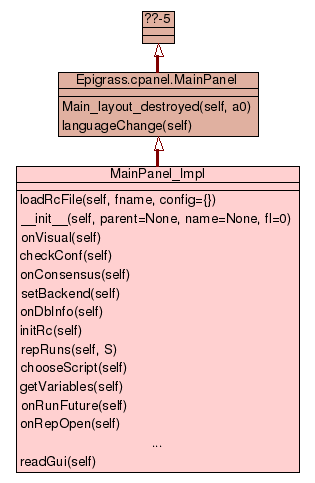 ??-5
Epigrass.cpanel.MainPanel
Main_layout_destroyed(self, a0)
languageChange(self)
MainPanel_Impl
loadRcFile(self, fname, config={})
__init__(self, parent=None, name=None, fl=0)
onVisual(self)
checkConf(self)
onConsensus(self)
setBackend(self)
onDbInfo(self)
initRc(self)
repRuns(self, S)
chooseScript(self)
getVariables(self)
onRunFuture(self)
onRepOpen(self)
...
readGui(self)